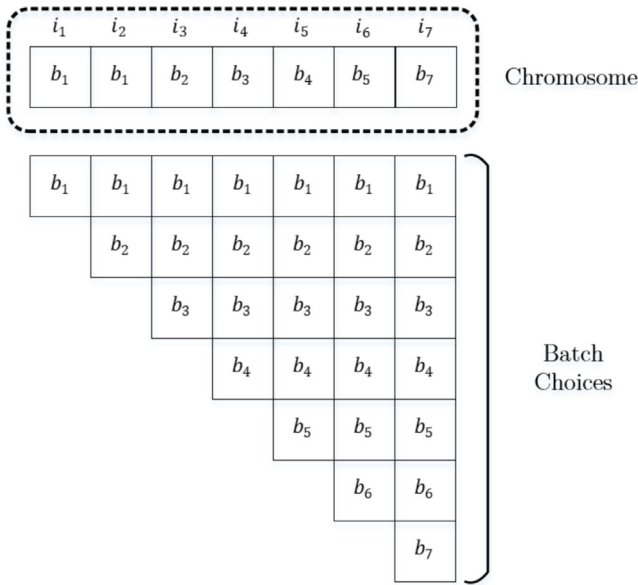 i₁ i₂ i₃ i₄ i₅ i₆ i₇
b₁ b₁ b₂ b₃ b₄ b₅ b₇
Chromosome
b₁ b₁ b₁ b₁ b₁ b₁ b₁
b₂ b₂ b₂ b₂ b₂ b₂
b₃ b₃ b₃ b₃ b₃
b₄ b₄ b₄ b₄
Batch
Choices
b₅ b₅ b₅
b₆ b₆
b₇